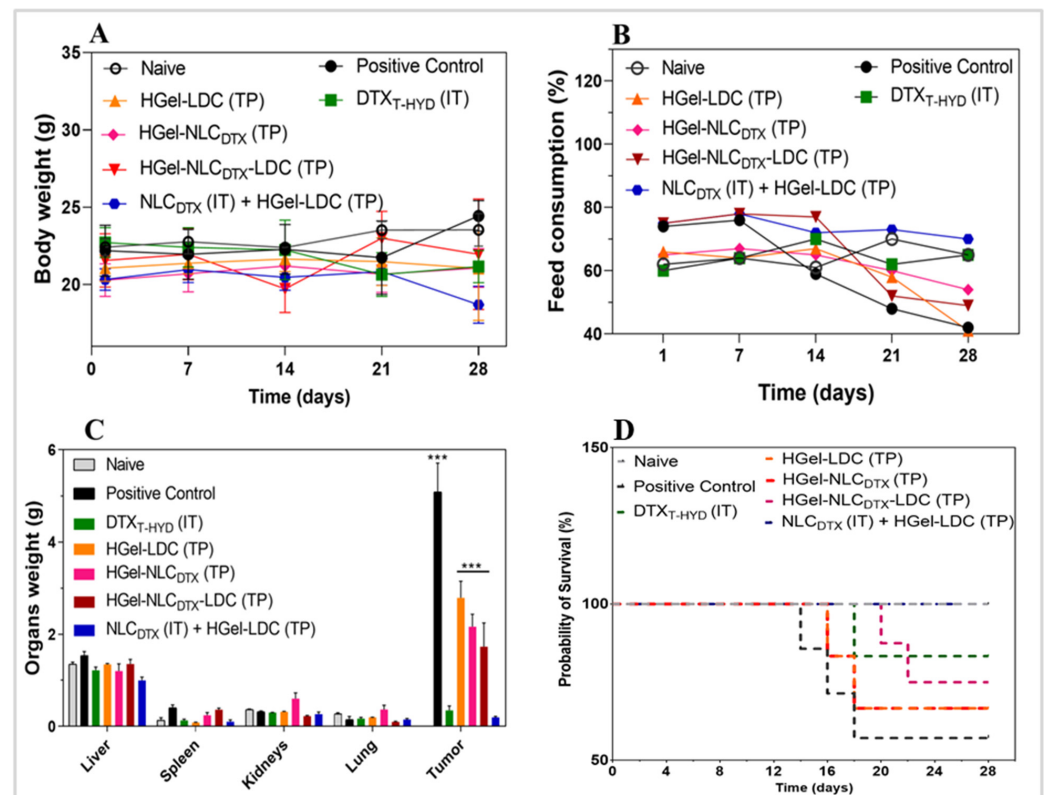 A
35
30
25
20
Body weight (g)
Naive
Positive Control
HGel-LDC (TP)
DTXT-HYD (IT)
HGel-NLCDTX (TP)
HGel-NLCDTX-LDC (TP)
NLCDTX (IT) + HGel-LDC (TP)
0 7 14 21 28
Time (days)
B
120
100
80
60
40
Feed consumption (%)
Naive
Positive Control
HGel-LDC (TP)
DTXT-HYD (IT)
HGel-NLCDTX (TP)
HGel-NLCDTX-LDC (TP)
NLCDTX (IT) + HGel-LDC (TP)
1 7 14 21 28
Time (days)
C
6
4
2
0
Organs weight (g)
Naive
Positive Control
DTXT-HYD (IT)
HGel-LDC (TP)
HGel-NLCDTX (TP)
HGel-NLCDTX-LDC (TP)
NLCDTX (IT) + HGel-LDC (TP)
***
***
Liver Spleen Kidneys Lung Tumor
D
150
100
50
Probability of Survival (%)
Naive
Positive Control
DTXT-HYD (IT)
HGel-LDC (TP)
HGel-NLCDTX (TP)
HGel-NLCDTX-LDC (TP)
NLCDTX (IT) + HGel-LDC (TP)
0 4 8 12 16 20 24 28
Time (days)